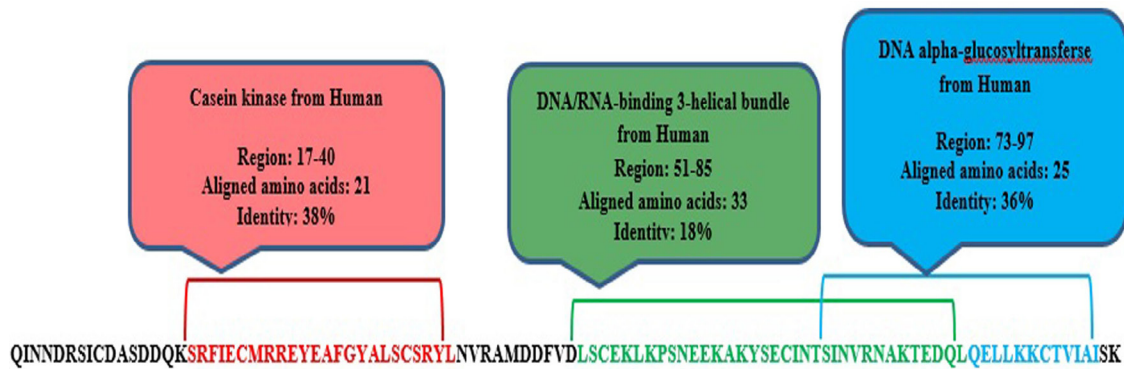 Casein kinase from Human
Region: 17-40
Aligned amino acids: 21
Identity: 38%
DNA/RNA-binding 3-helical bundle
from Human
Region: 51-85
Aligned amino acids: 33
Identity: 18%
DNA alpha-glucosyltransferse
from Human
Region: 73-97
Aligned amino acids: 25
Identity: 36%
QINNDRSICDASDDQKSRFIECMRREYEAFGYALSCSRYLNVRAMDDFVDLSCEKLKPSNEEKAKYSECINTSINVRNAKTEDQLQELLKKCTVIAISK